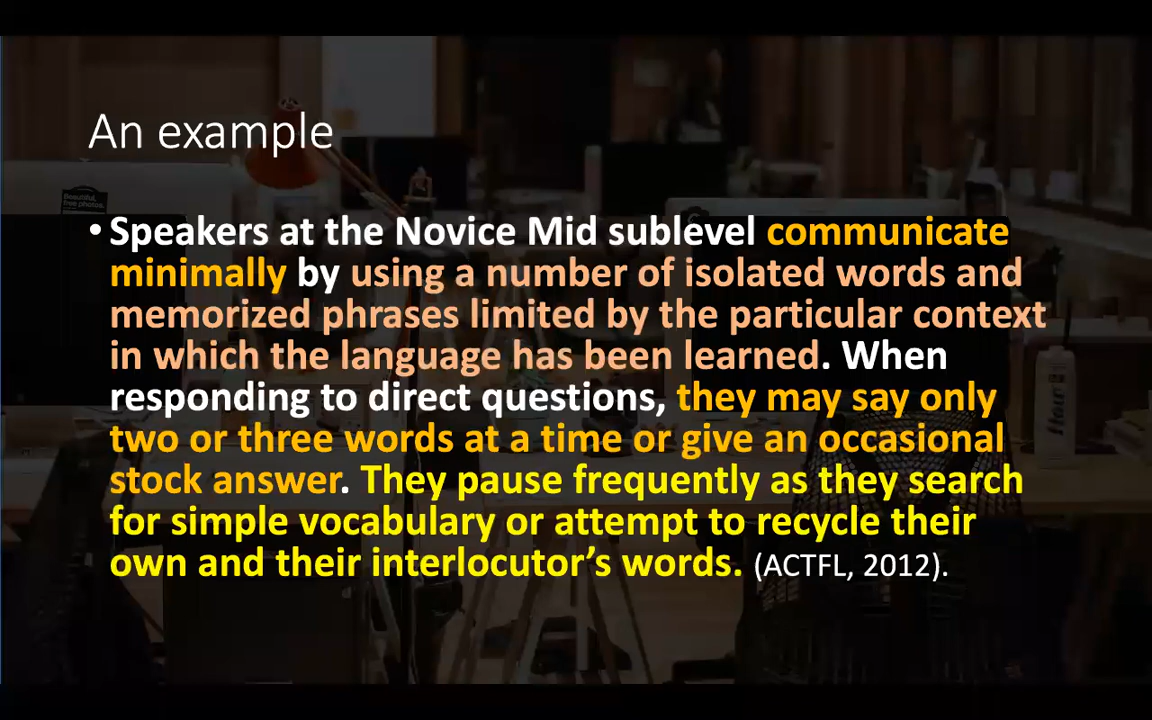 An example
Beautiful,
free photos.
• Speakers at the Novice Mid sublevel communicate
minimally by using a number of isolated words and
memorized phrases limited by the particular context
in which the language has been learned. When
responding to direct questions, they may say only
two or three words at a time or give an occasional
stock answer. They pause frequently as they search
for simple vocabulary or attempt to recycle their
own and their interlocutor’s words. (ACTFL, 2012).